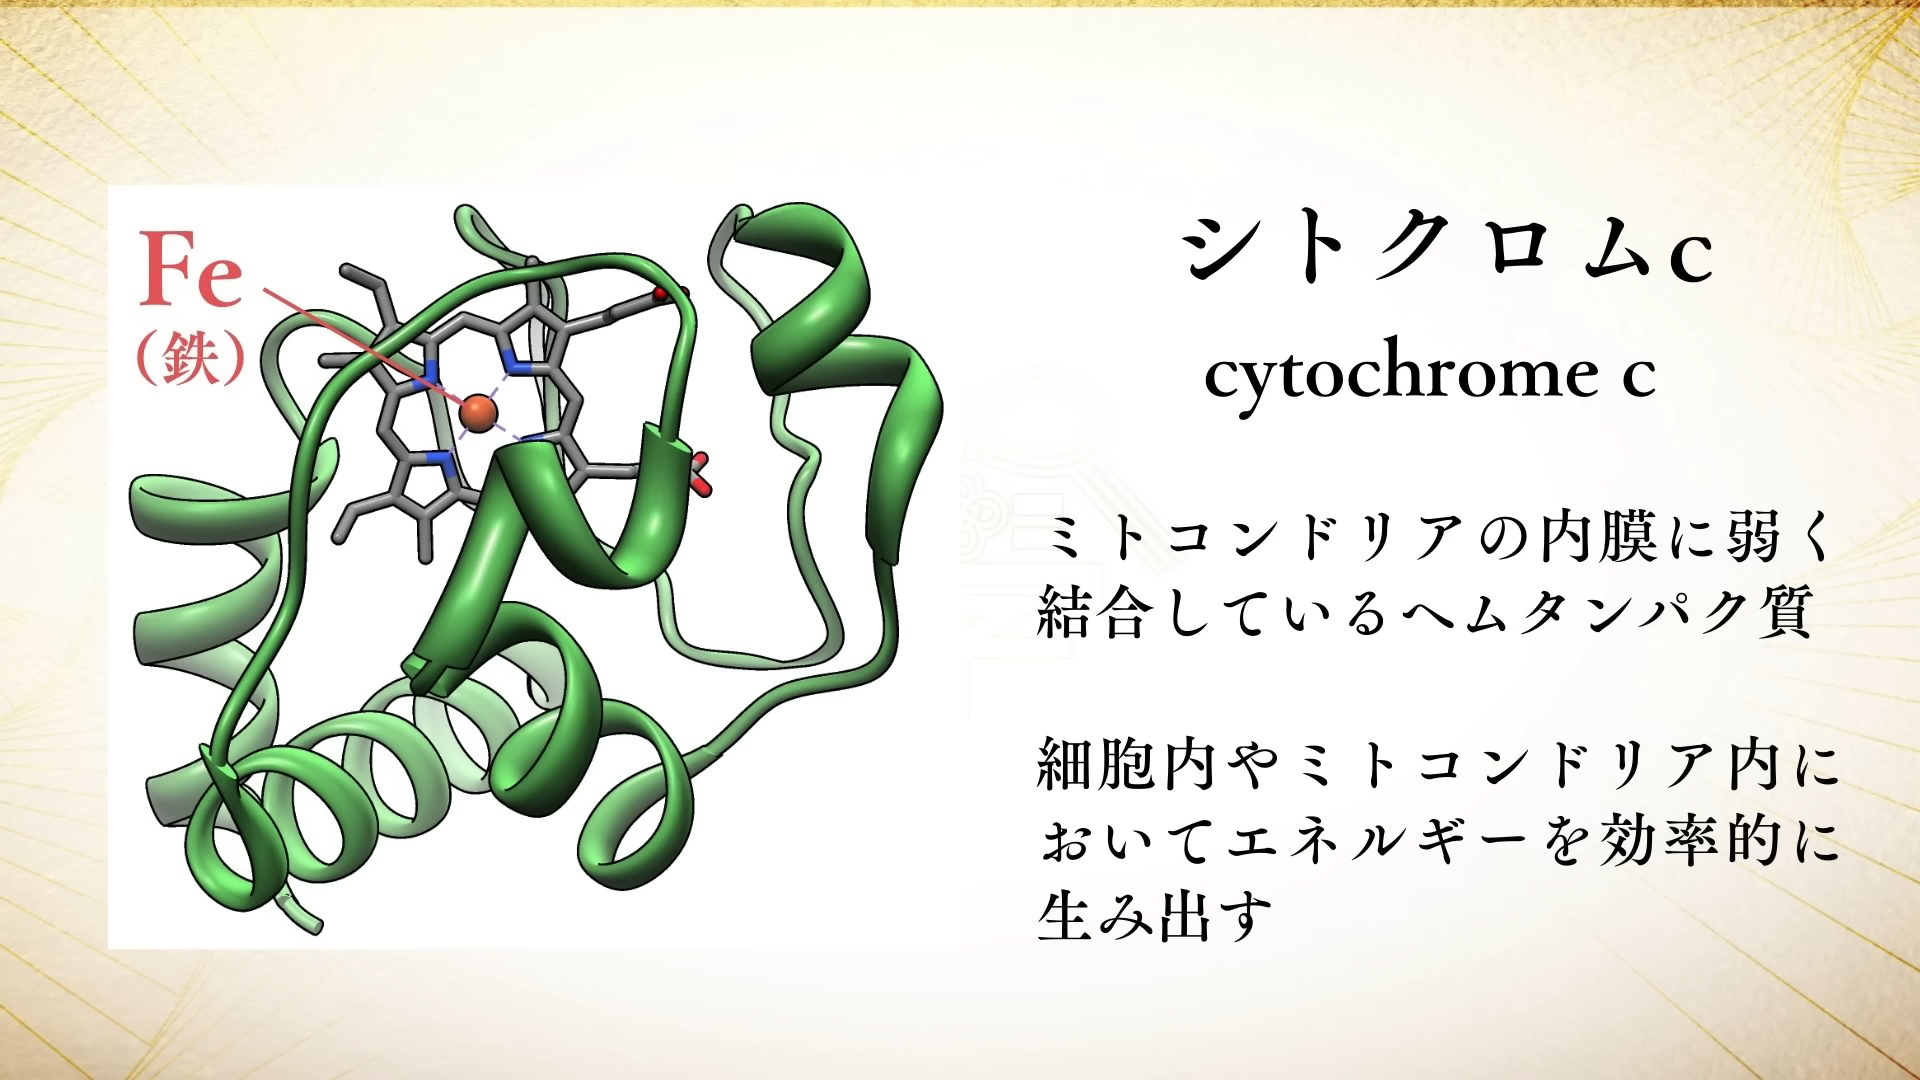 Fe
(鉄)
シトクロムc
cytochrome c
ミトコンドリアの内膜に弱く
結合しているヘムタンパク質
細胞内やミトコンドリア内に
おいてエネルギーを効率的に
生み出す